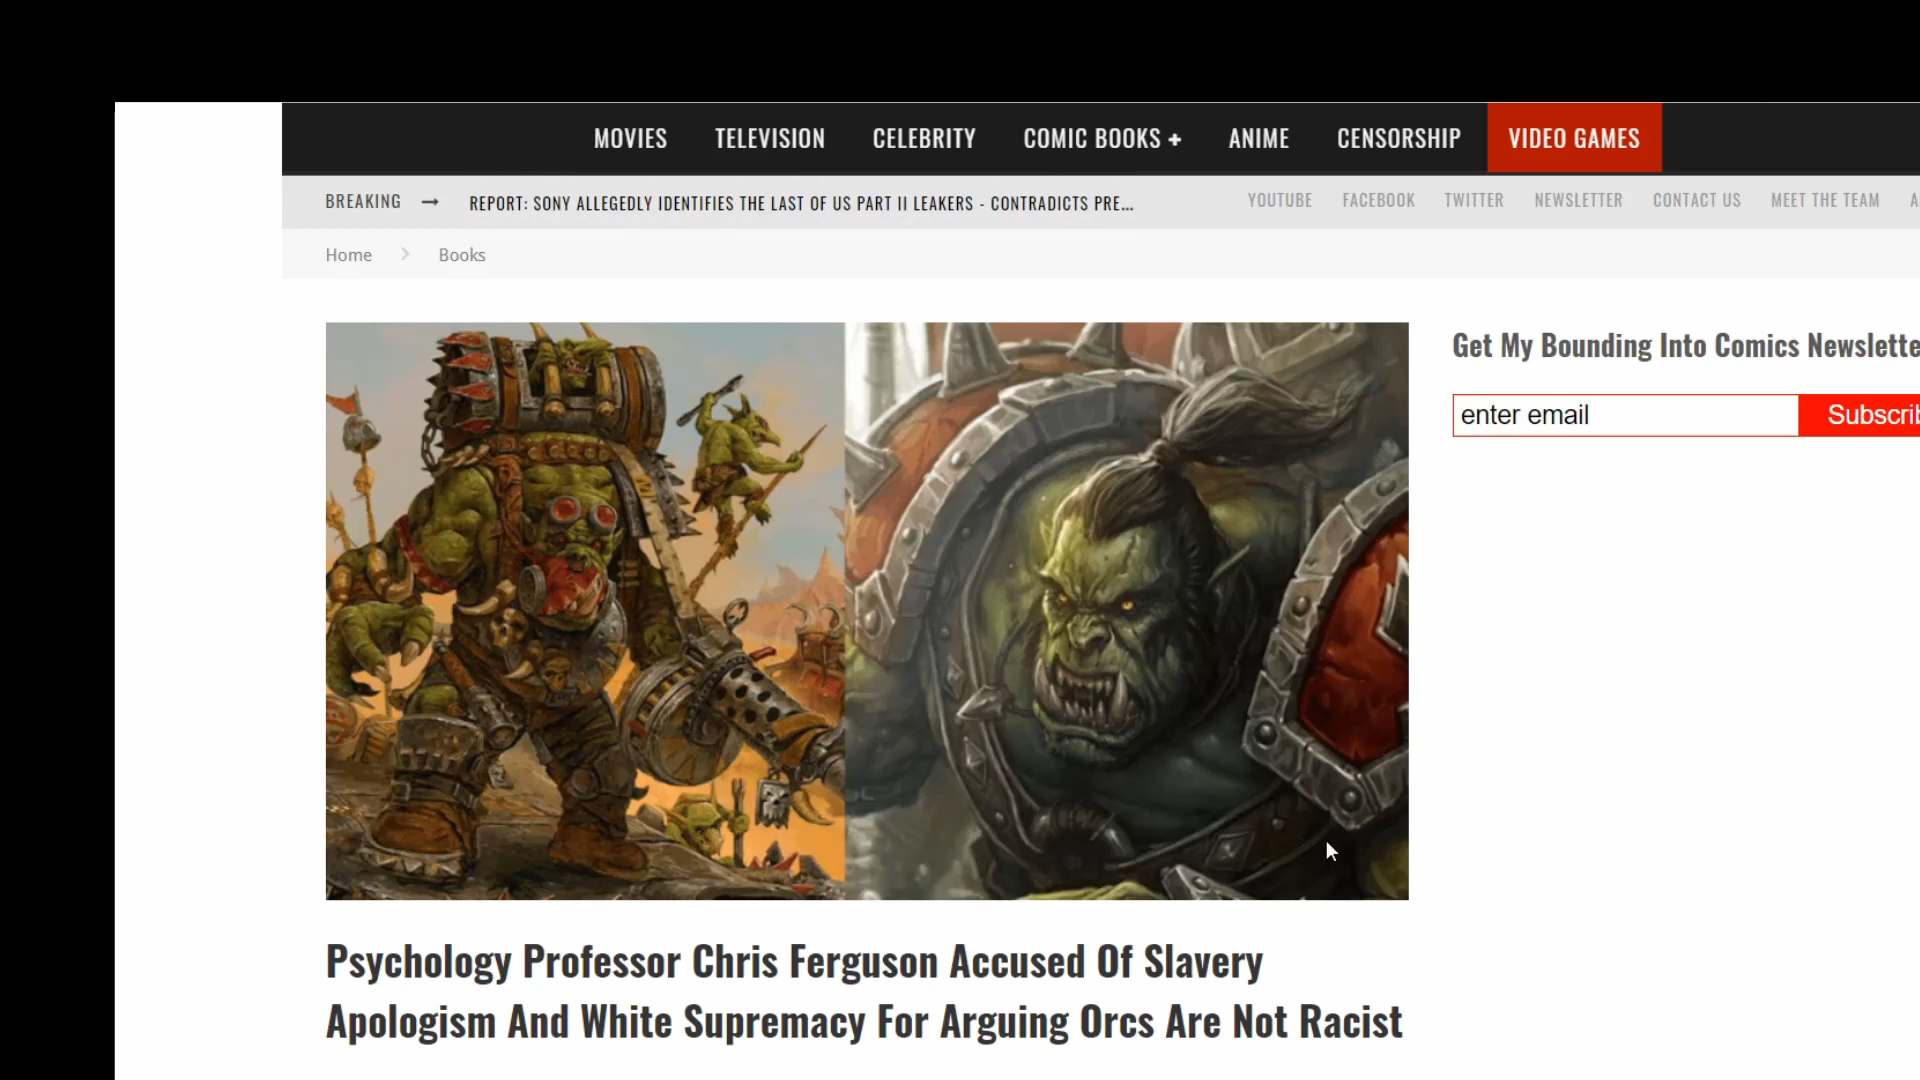 MOVIES TELEVISION CELEBRITY COMIC BOOKS + ANIME CENSORSHIP VIDEO GAMES
BREAKING → REPORT: SONY ALLEGEDLY IDENTIFIES THE LAST OF US PART II LEAKERS - CONTRADICTS PRE... YOUTUBE FACEBOOK TWITTER NEWSLETTER CONTACT US MEET THE TEAM
Home > Books
Get My Bounding Into Comics Newslette
enter email Subscrib
Psychology Professor Chris Ferguson Accused Of Slavery
Apologism And White Supremacy For Arguing Orcs Are Not Racist